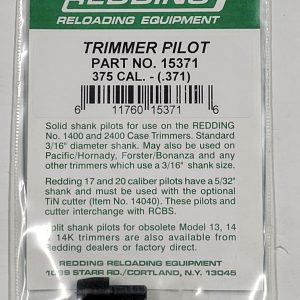 REDDING
RELOADING EQUIPMENT
TRIMMER PILOT
PART NO. 15371
375 CAL. - (.371)
6 11760 15371 6
Solid shank pilots for use on the REDDING
No. 1400 and 2400 Case Trimmers. Standard
3/16" diameter shank. May also be used on
Pacific/Hornady, Forster/Bonanza and any
other trimmers which use a 3/16" shank size.
Redding 17 and 20 caliber pilots have a 5/32"
shank and must be used with the optional
TiN cutter (Item No. 14040). These pilots and
cutter interchange with RCBS.
Split shank pilots for obsolete Model 13, 14
14K trimmers are also available from
Redding dealers or factory direct.
REDDING RELOADING EQUIPMENT
1089 STARR RD./CORTLAND, N.Y. 13045